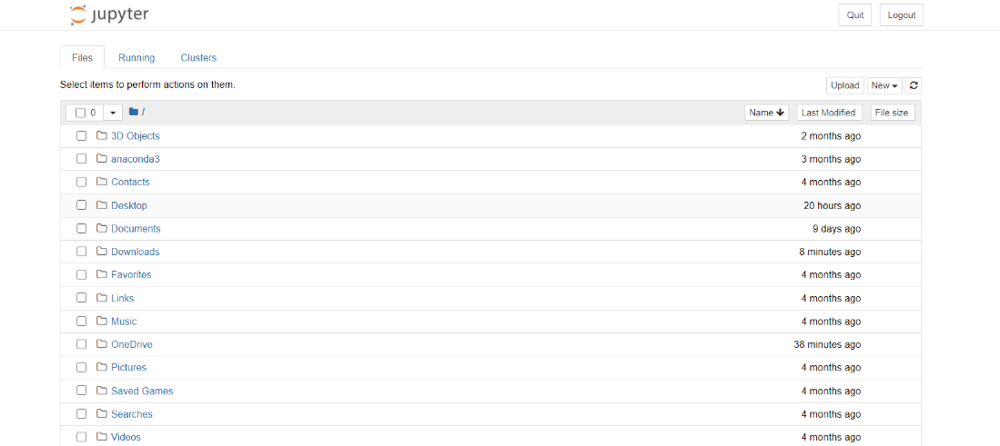 jupyter Quit Logout
Files Running Clusters
Select items to perform actions on them. Upload New
0 / Name Last Modified File size
3D Objects 2 months ago
anaconda3 3 months ago
Contacts 4 months ago
Desktop 20 hours ago
Documents 9 days ago
Downloads 8 minutes ago
Favorites 4 months ago
Links 4 months ago
Music 4 months ago
OneDrive 38 minutes ago
Pictures 4 months ago
Saved Games 4 months ago
Searches 4 months ago
Videos 4 months ago